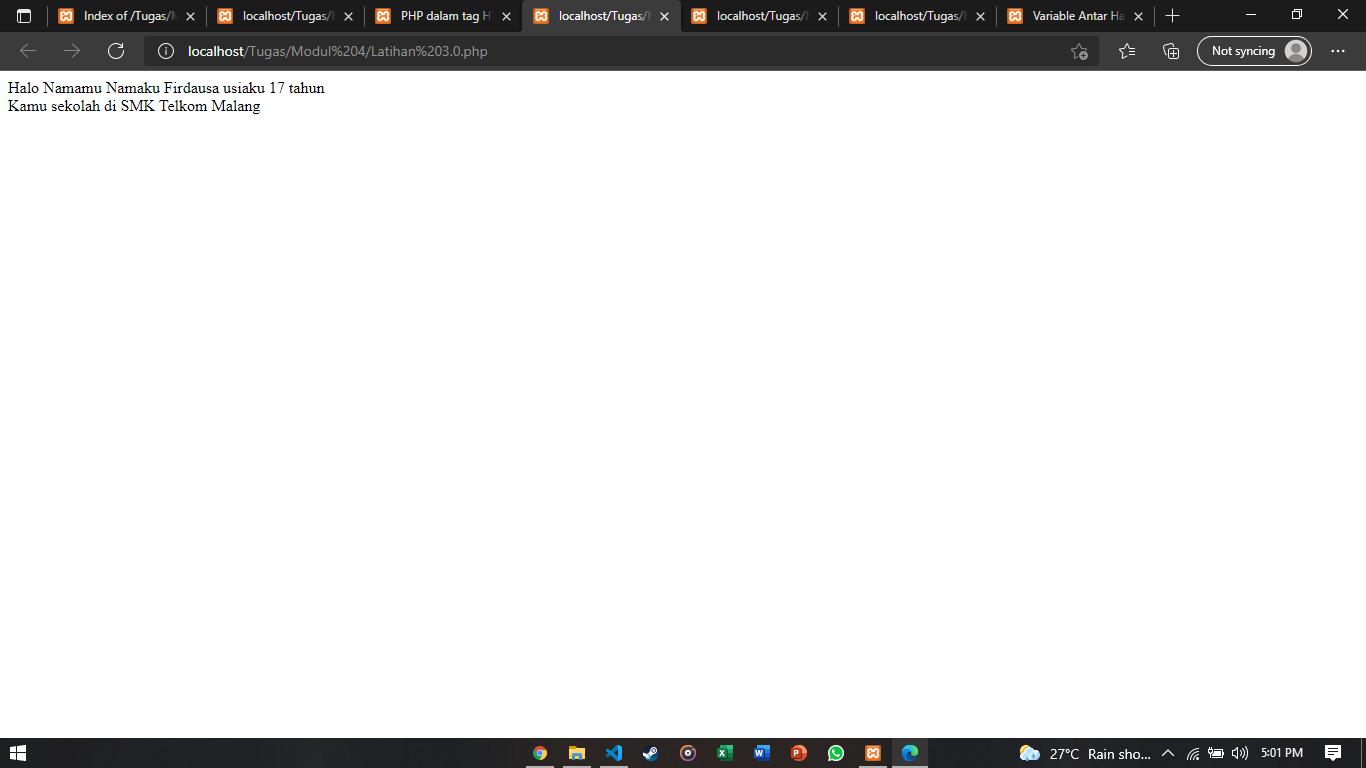 Index of /Tugas/M
localhost/Tugas/
PHP dalam tag H
localhost/Tugas/
localhost/Tugas/
localhost/Tugas/
Variable Antar Ha
localhost/Tugas/Modul%204/Latihan%203.0.php
Not syncing
Halo Namamu Namaku Firdausa usiaku 17 tahun
Kamu sekolah di SMK Telkom Malang
27°C Rain sho...
5:01 PM